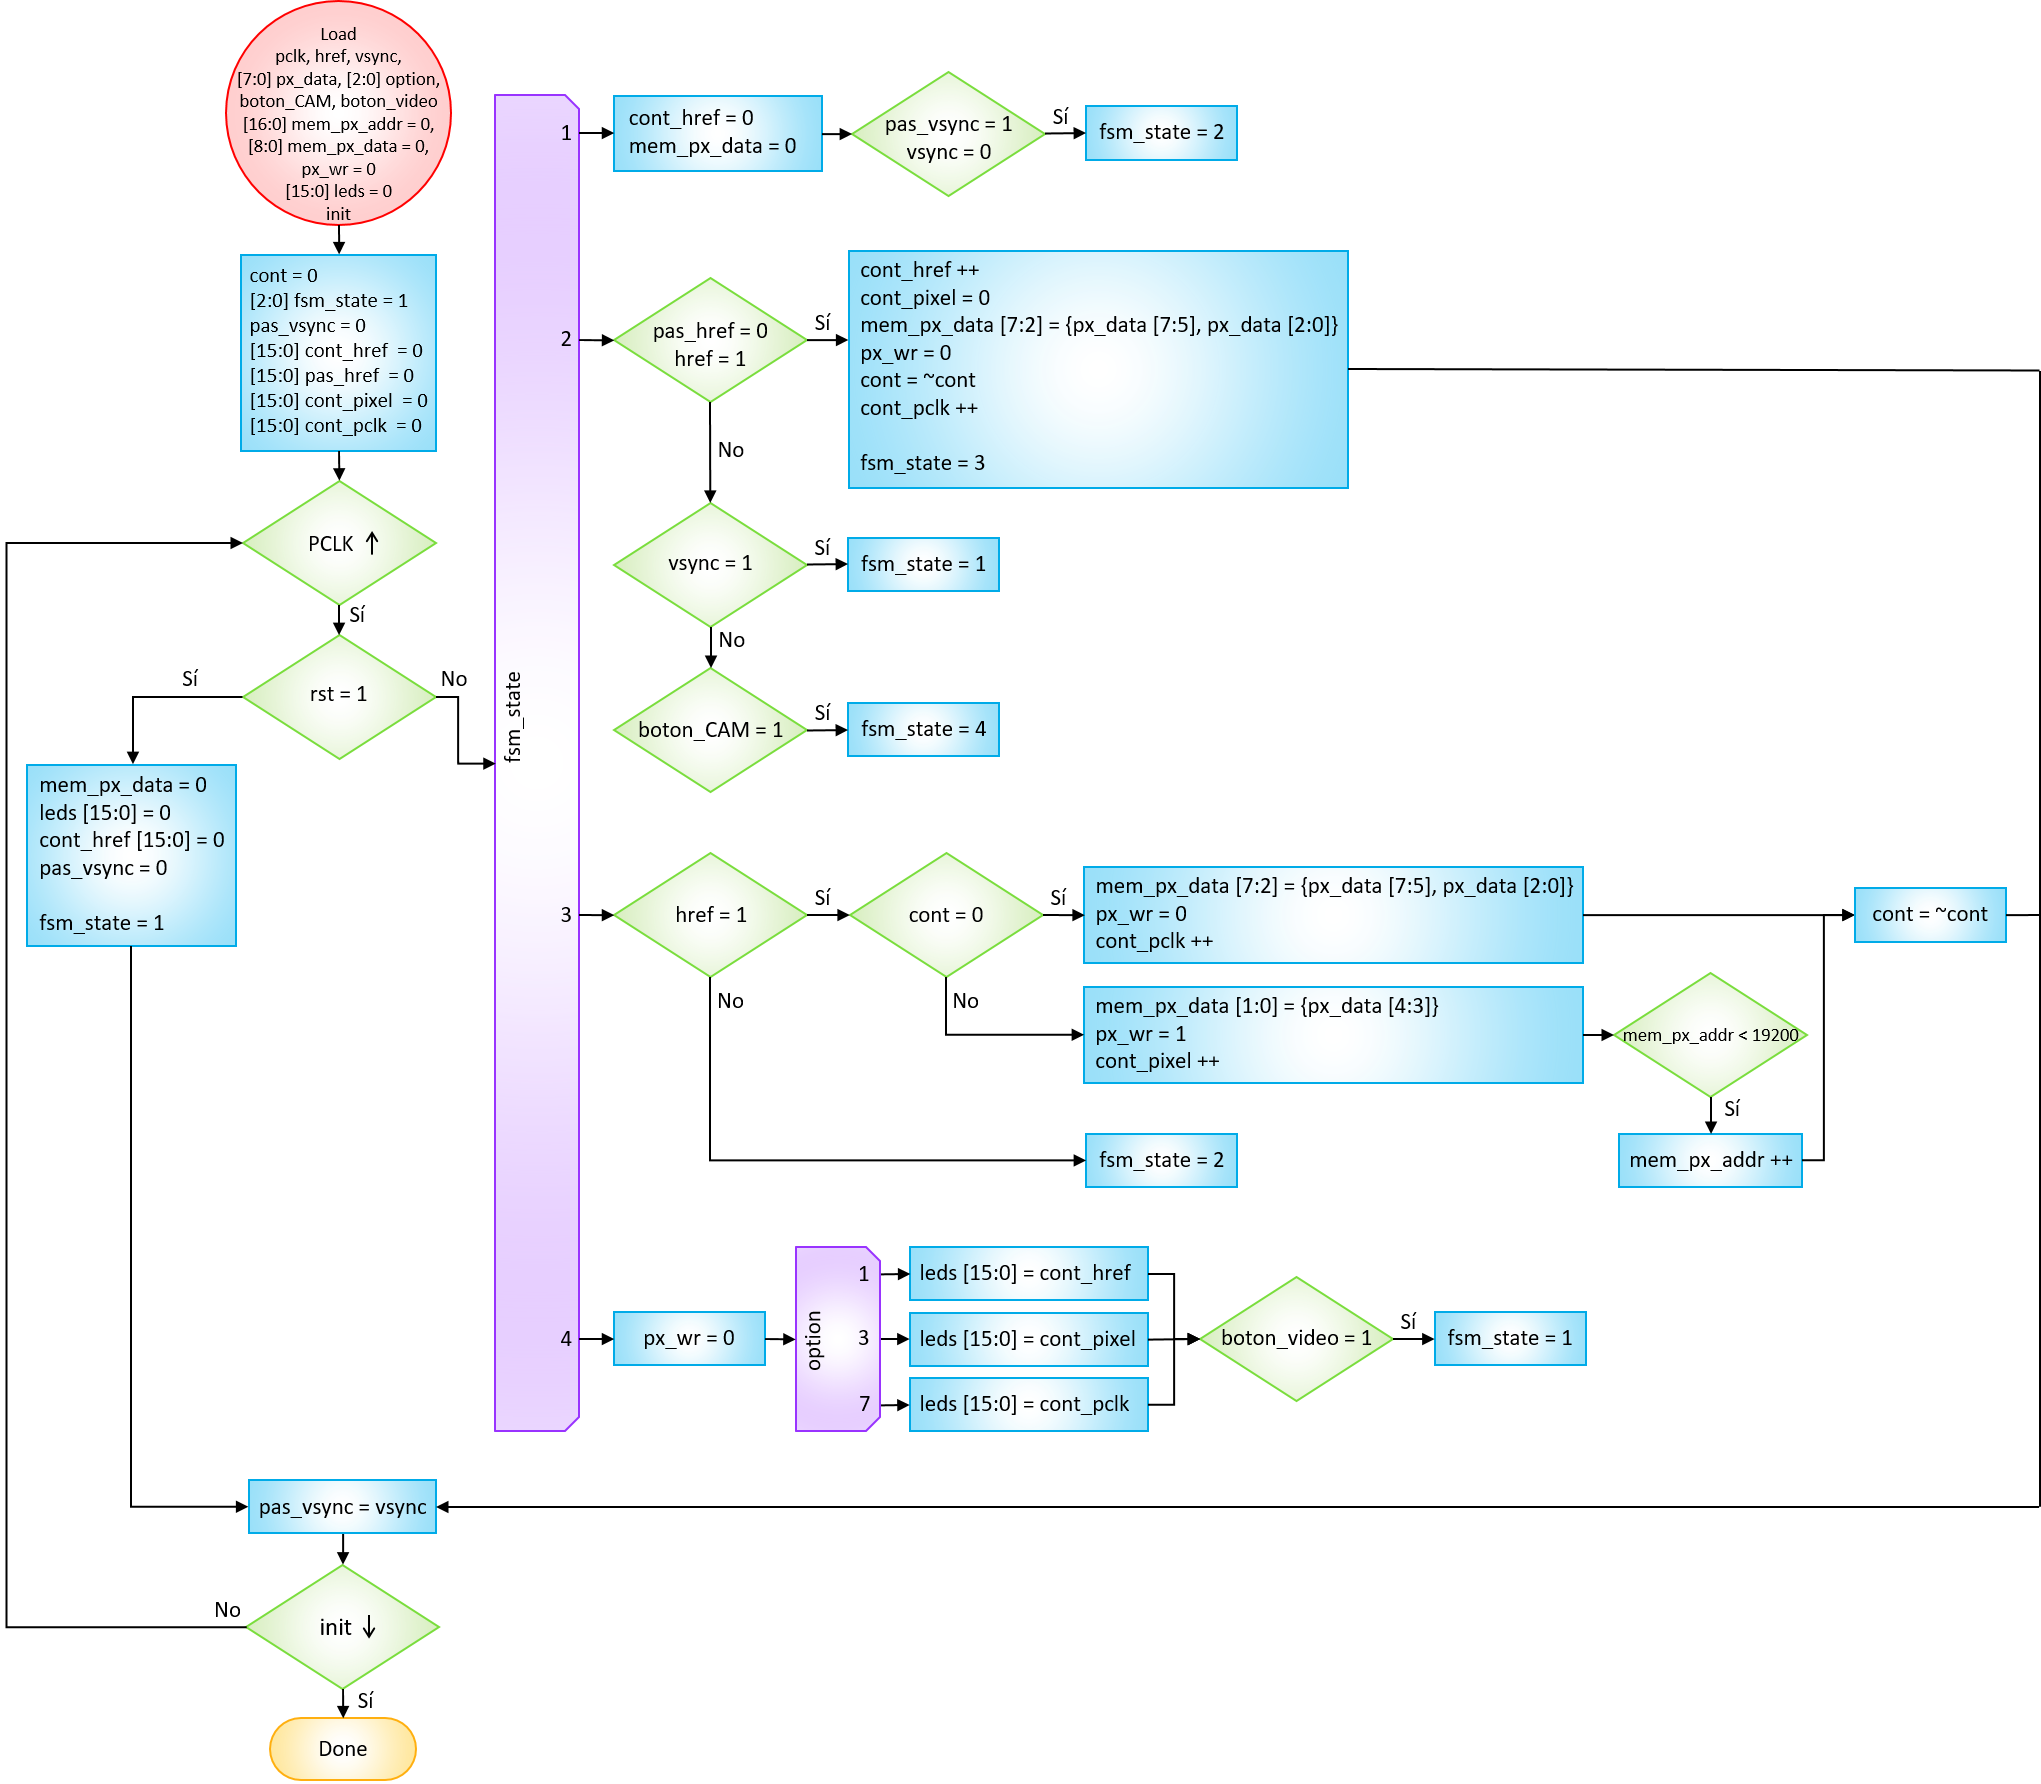 Load
pclk, href, vsync,
[7:0] px_data, [2:0] option,
boton_CAM, boton_video
[16:0] mem_px_addr = 0,
[8:0] mem_px_data = 0,
px_wr = 0
[15:0] leds = 0
init
cont = 0
[2:0] fsm_state = 1
pas_vsync = 0
[15:0] cont_href = 0
[15:0] pas_href = 0
[15:0] cont_pixel = 0
[15:0] cont_pclk = 0
PCLK ↑
Sí
rst = 1
Sí
No
mem_px_data = 0
leds [15:0] = 0
cont_href [15:0] = 0
pas_vsync = 0
fsm_state = 1
fsm_state
1
cont_href = 0
mem_px_data = 0
pas_vsync = 1
vsync = 0
Sí
fsm_state = 2
2
pas_href = 0
href = 1
Sí
cont_href ++
cont_pixel = 0
mem_px_data [7:2] = {px_data [7:5], px_data [2:0]}
px_wr = 0
cont = ~cont
cont_pclk ++
fsm_state = 3
No
vsync = 1
Sí
fsm_state = 1
No
boton_CAM = 1
Sí
fsm_state = 4
3
href = 1
Sí
cont = 0
Sí
mem_px_data [7:2] = {px_data [7:5], px_data [2:0]}
px_wr = 0
cont_pclk ++
cont = ~cont
No
No
mem_px_data [1:0] = {px_data [4:3]}
px_wr = 1
cont_pixel ++
mem_px_addr < 19200
Sí
mem_px_addr ++
fsm_state = 2
4
px_wr = 0
option
1
leds [15:0] = cont_href
3
leds [15:0] = cont_pixel
7
leds [15:0] = cont_pclk
boton_video = 1
Sí
fsm_state = 1
pas_vsync = vsync
init ↓
No
Sí
Done